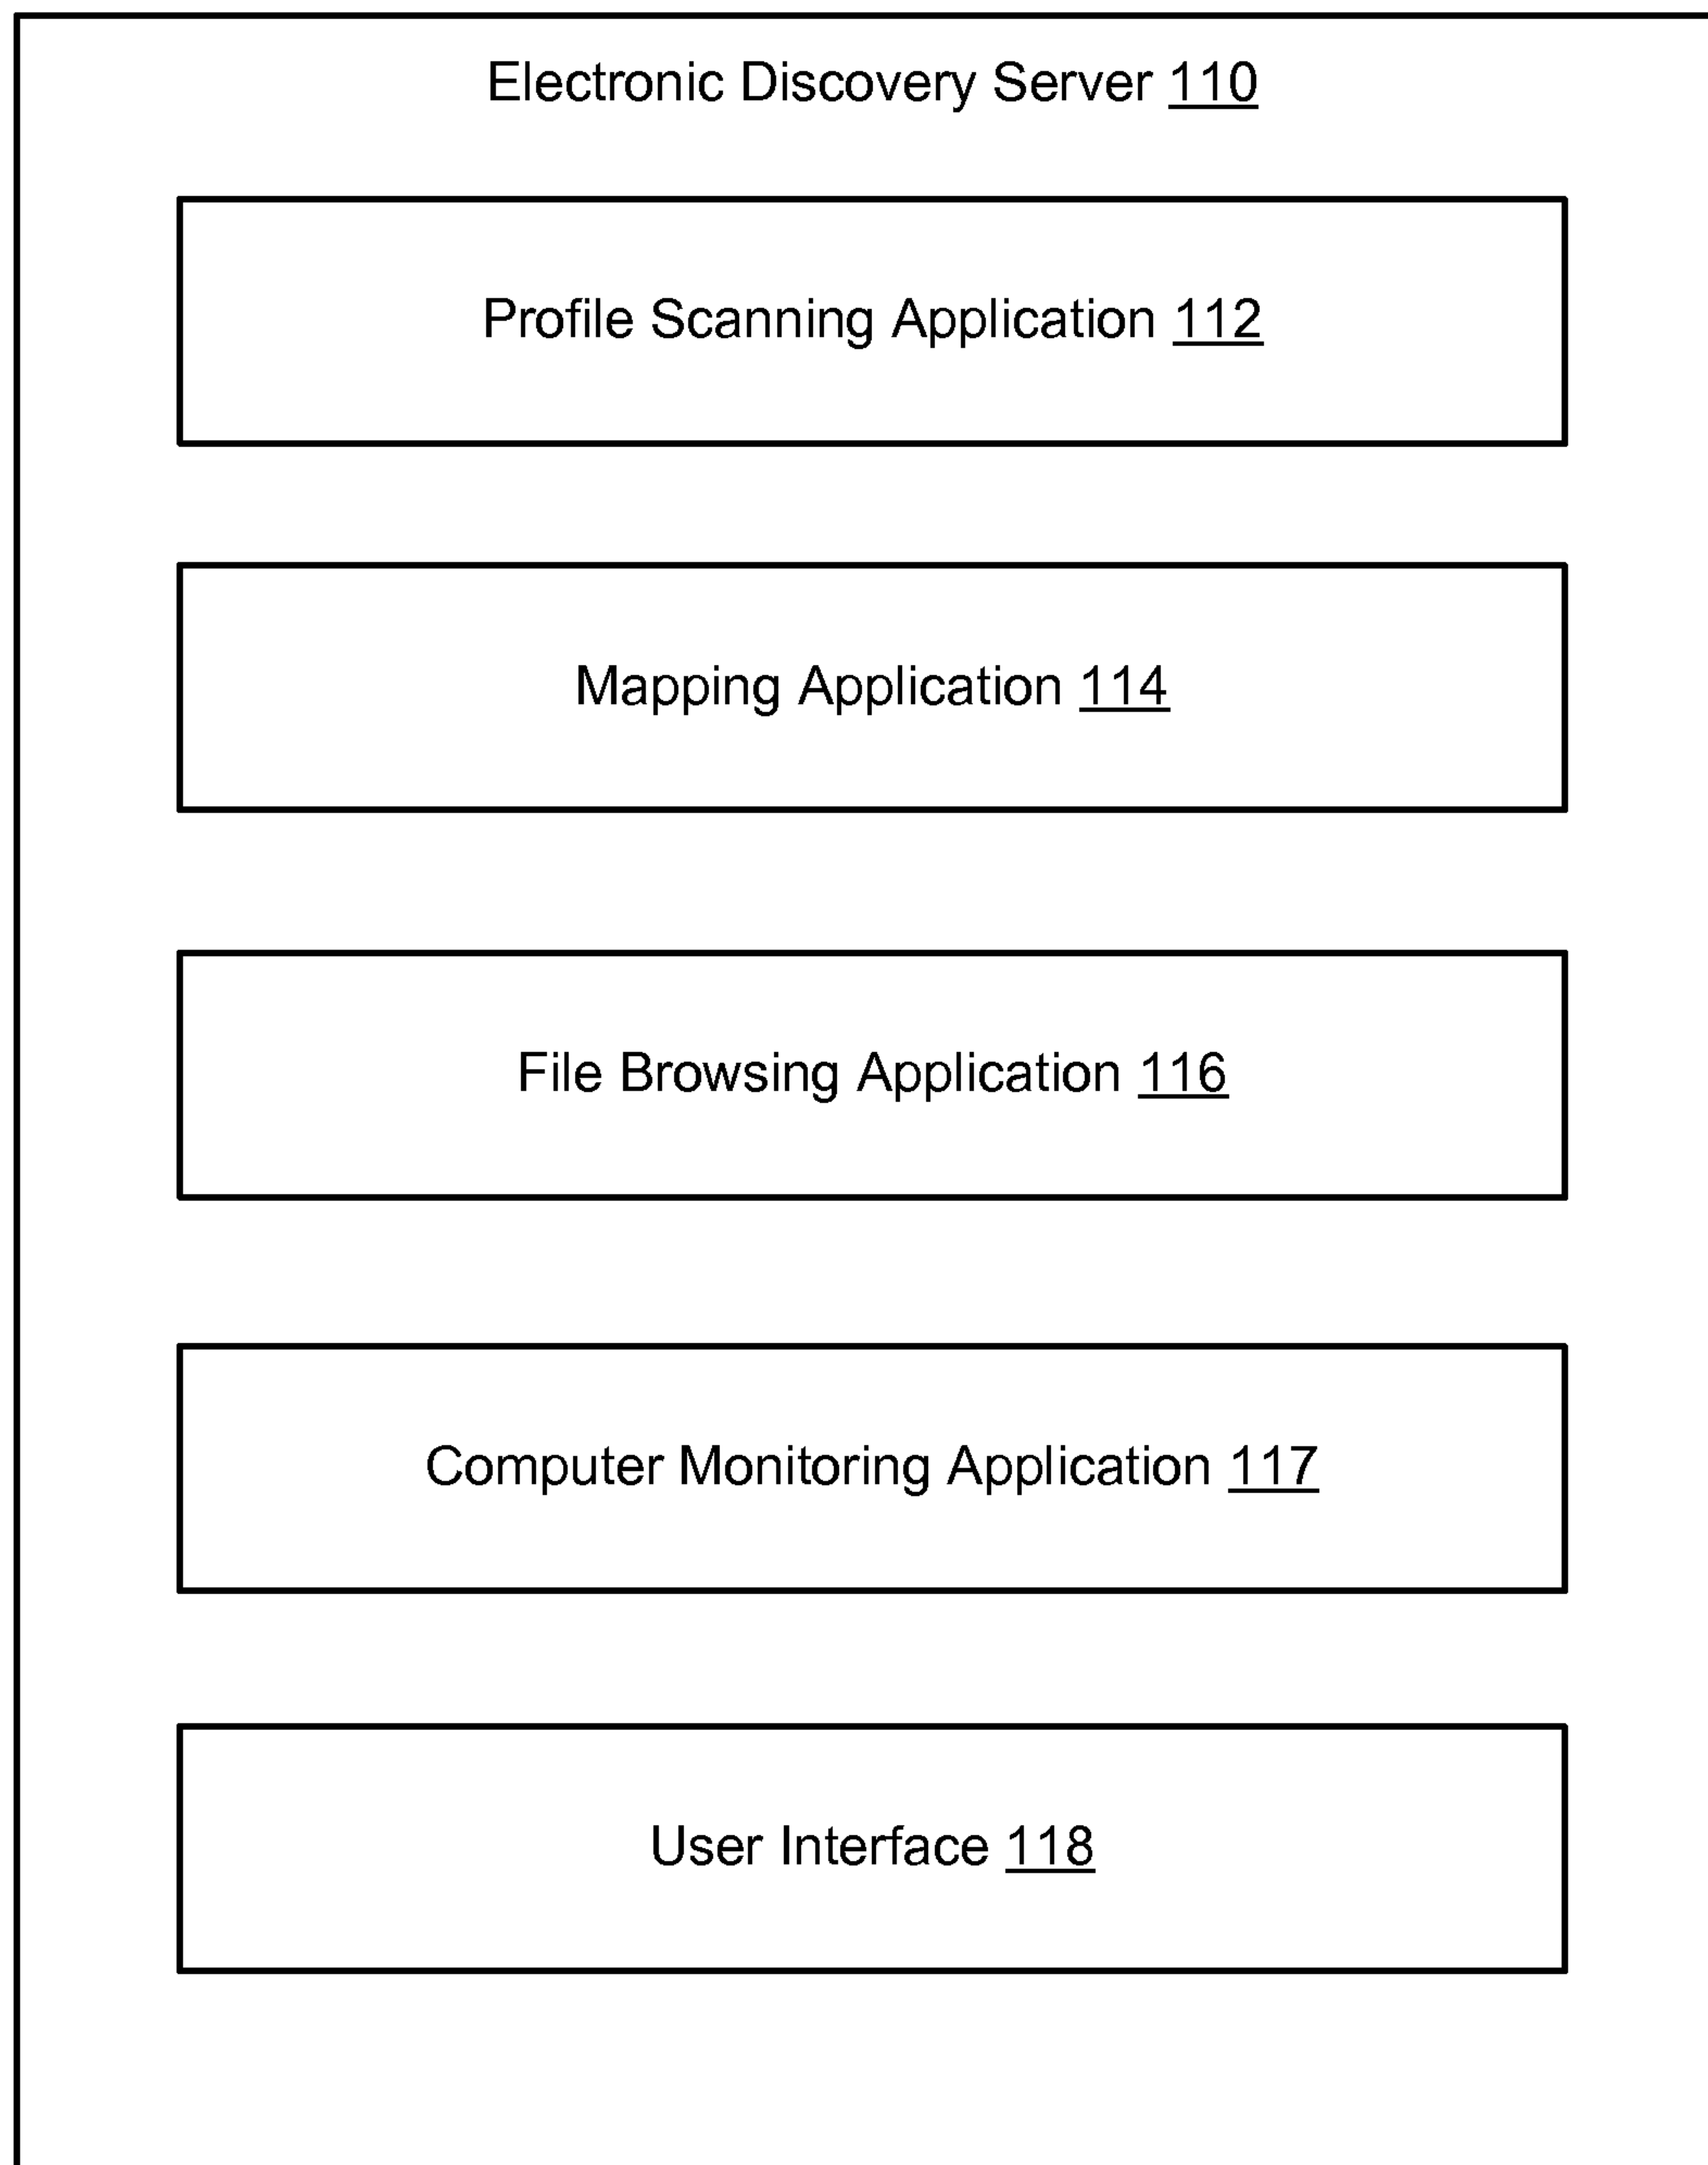 Electronic Discovery Server 110
Profile Scanning Application 112
Mapping Application 114
File Browsing Application 116
Computer Monitoring Application 117
User Interface 118